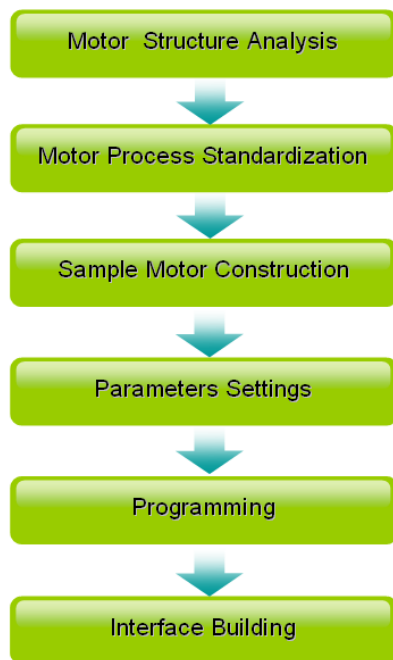 Motor Structure Analysis
Motor Process Standardization
Sample Motor Construction
Parameters Settings
Programming
Interface Building